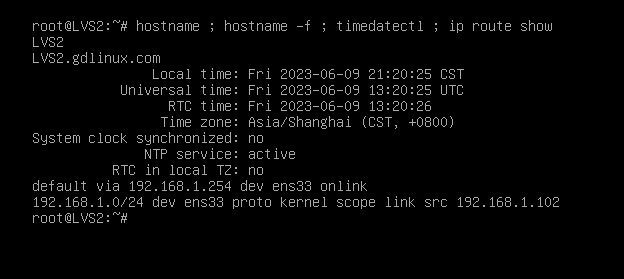 root@LVS2:~# hostname ; hostname -f ; timedatectl ; ip route show
LVS2
LVS2.gdlinux.com
Local time: Fri 2023-06-09 21:20:25 CST
Universal time: Fri 2023-06-09 13:20:25 UTC
RTC time: Fri 2023-06-09 13:20:26
Time zone: Asia/Shanghai (CST, +0800)
System clock synchronized: no
NTP service: active
RTC in local TZ: no
default via 192.168.1.254 dev ens33 onlink
192.168.1.0/24 dev ens33 proto kernel scope link src 192.168.1.102
root@LVS2:~#